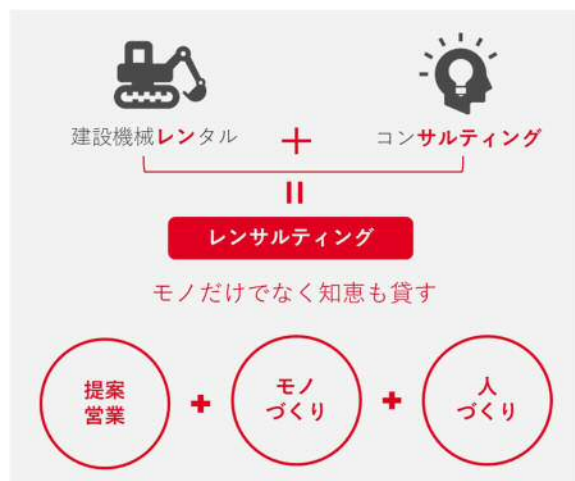 建設機械レンタル + コンサルティング
=
レンサルティング
モノだけでなく知恵も貸す
提案
営業
+
モノ
づくり
+
人
づくり